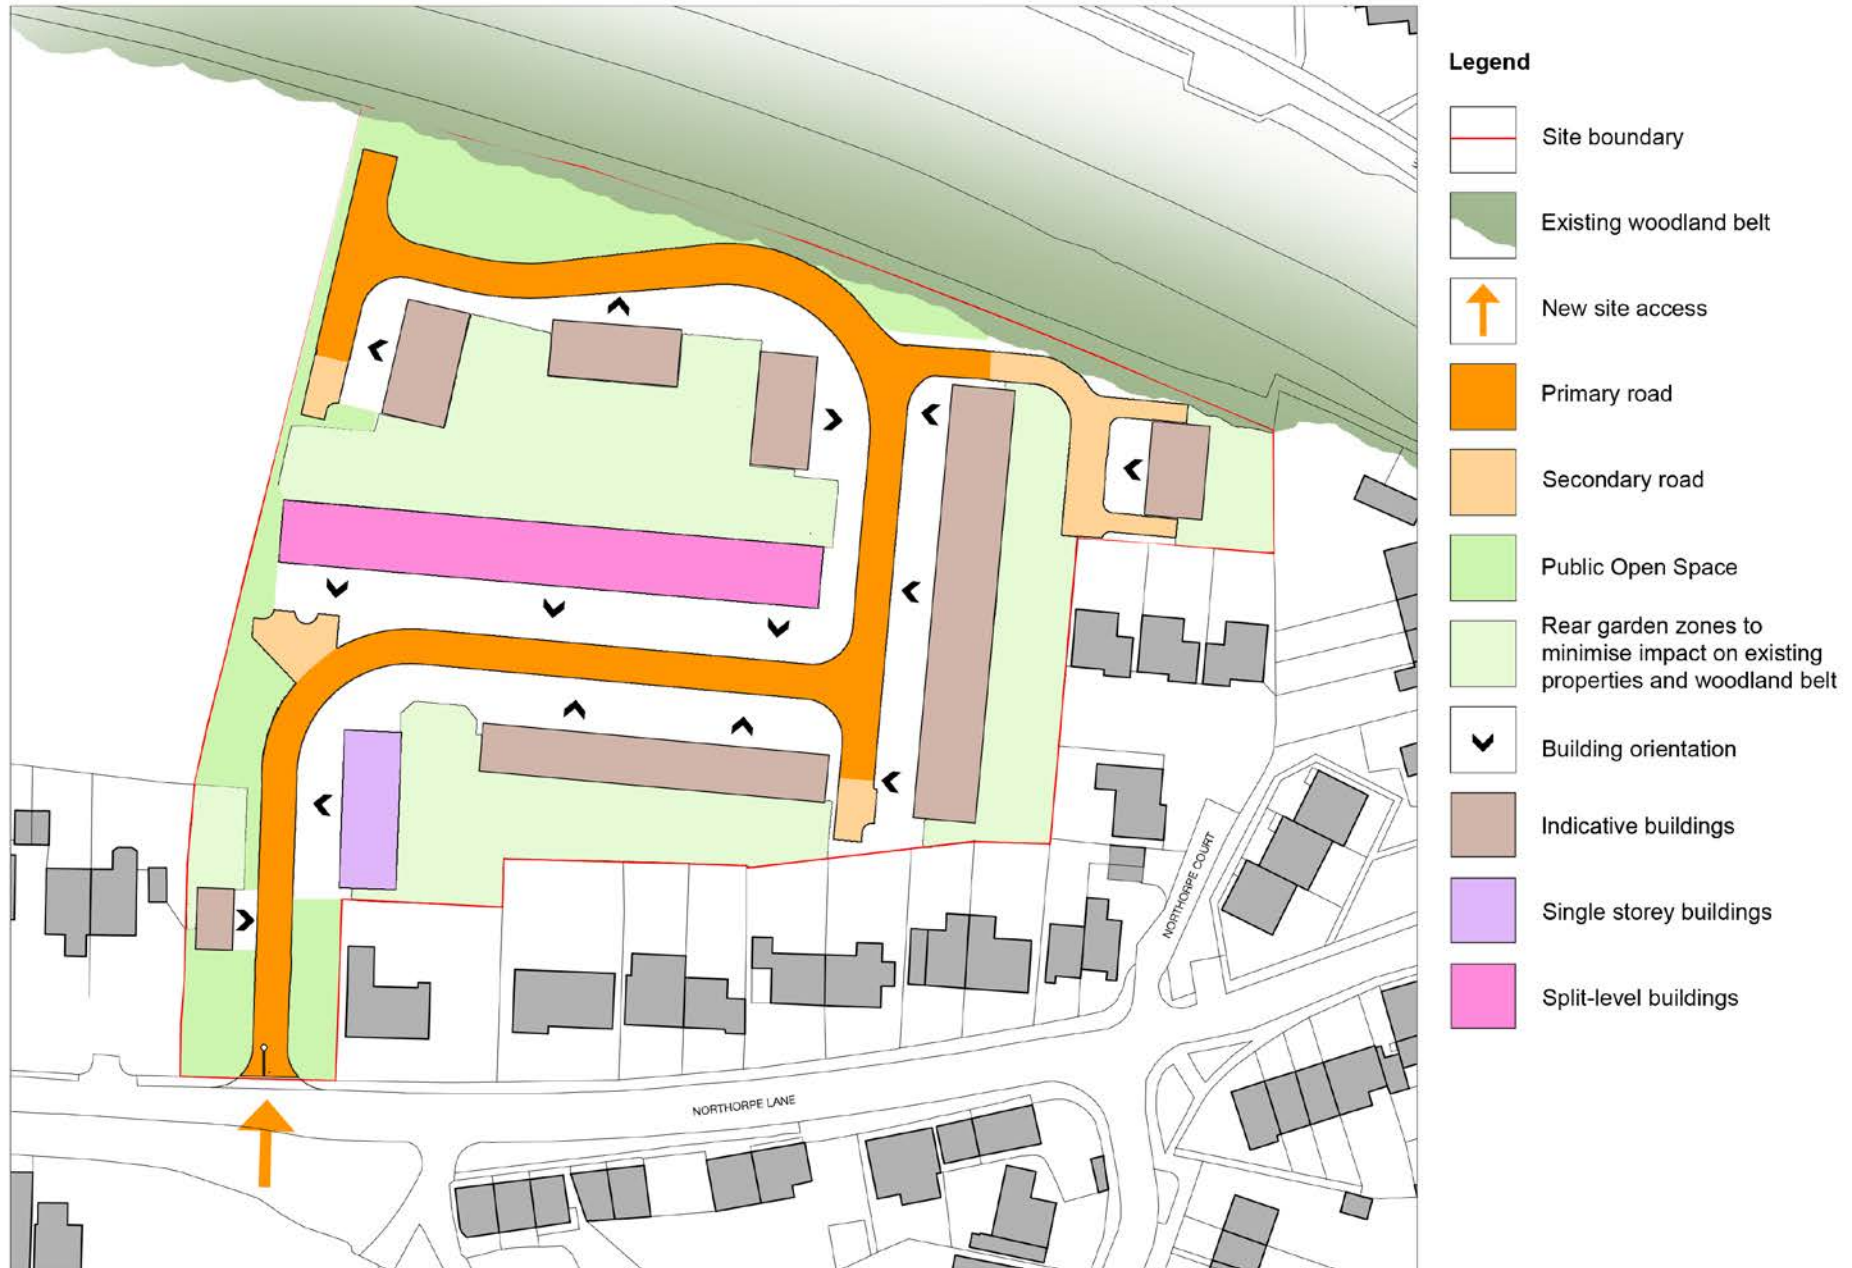 Legend
Site boundary
Existing woodland belt
New site access
Primary road
Secondary road
Public Open Space
Rear garden zones to
minimise impact on existing
properties and woodland belt
Building orientation
Indicative buildings
Single storey buildings
Split-level buildings
NORTHORPE COURT
NORTHORPE LANE